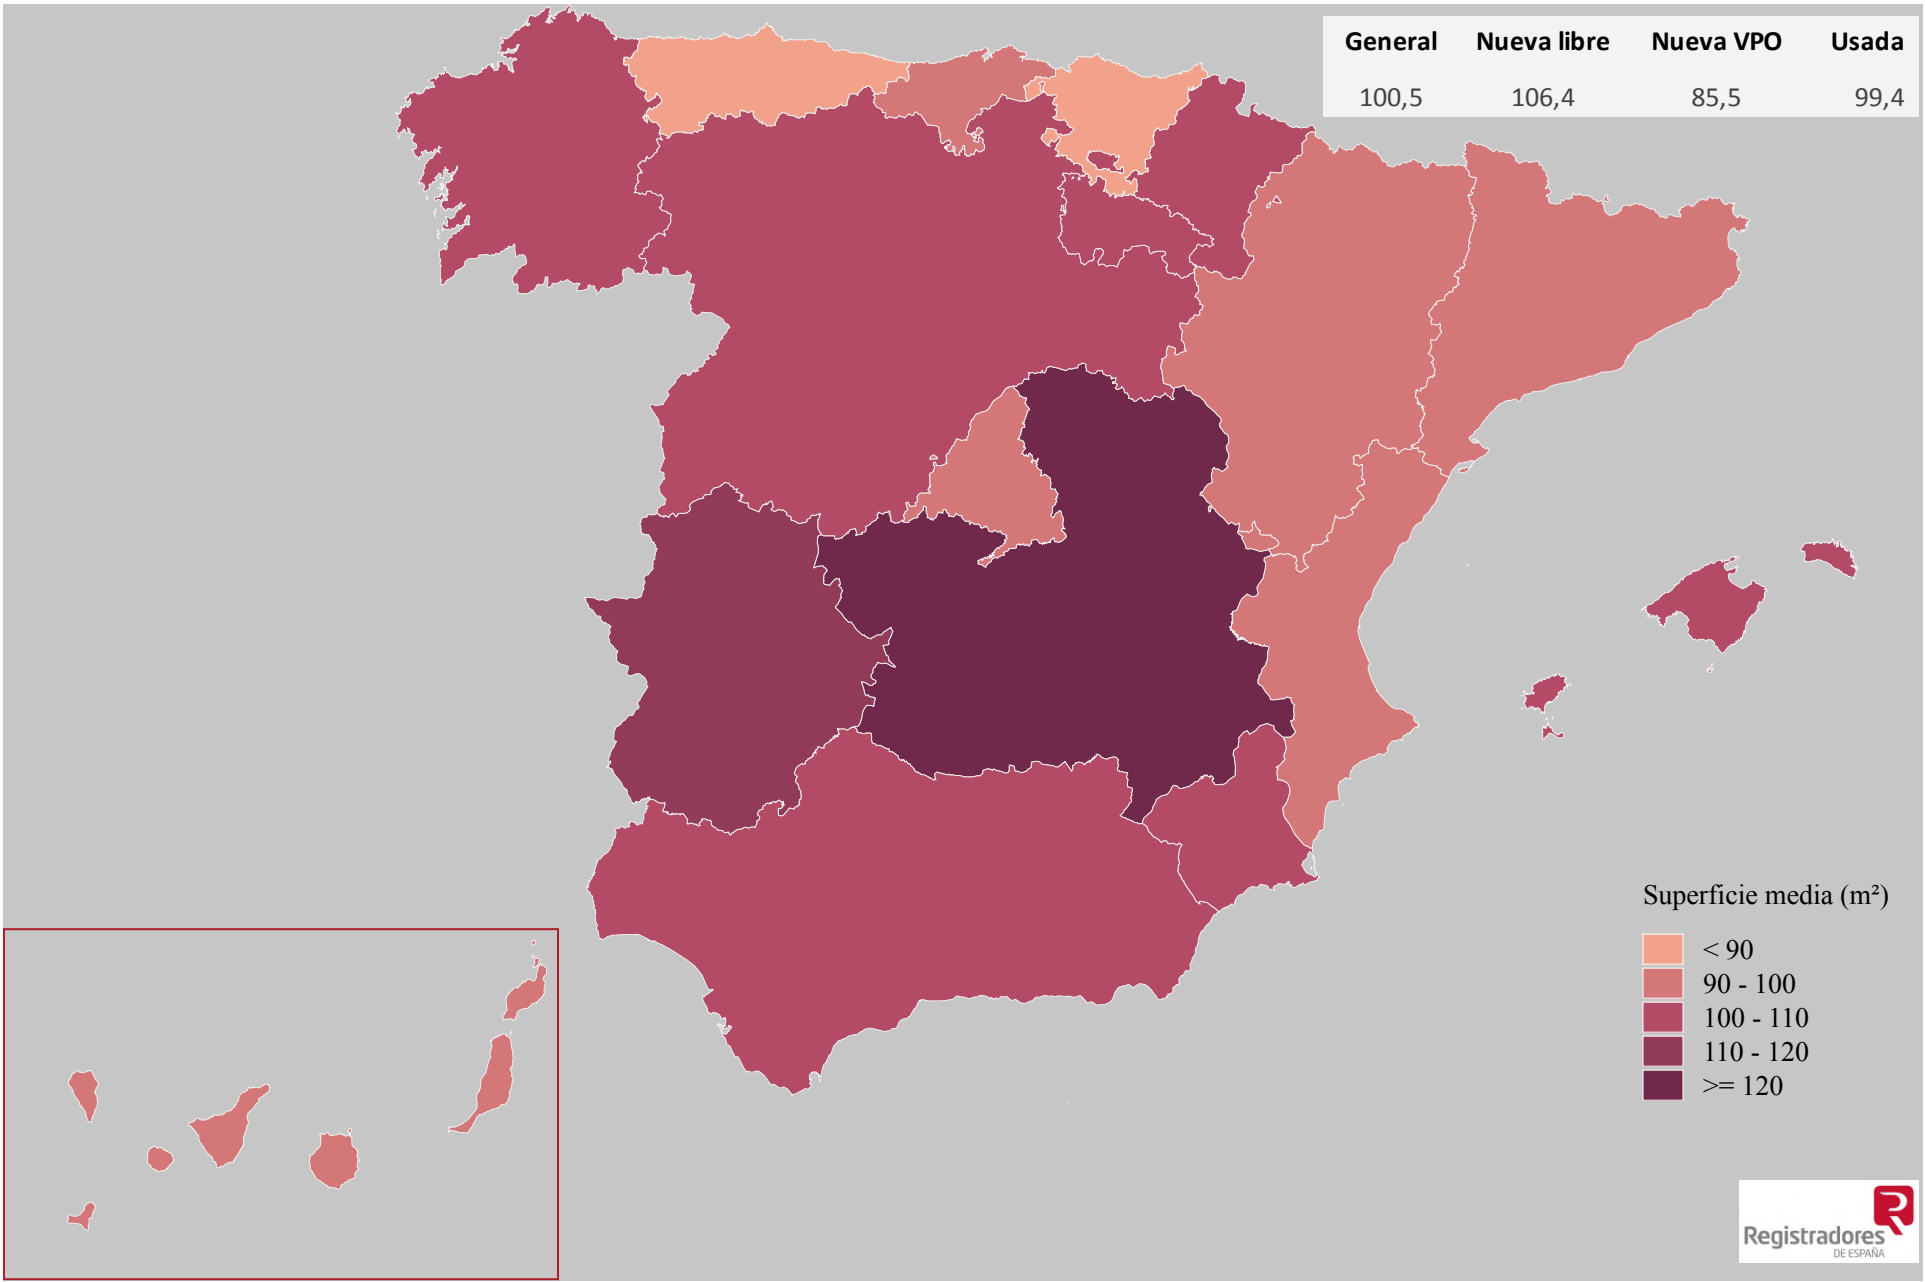 General Nueva libre Nueva VPO Usada
100,5 106,4 85,5 99,4
Superficie media (m²)
< 90
90 - 100
100 - 110
110 - 120
>= 120
Registradores
DE ESPAÑA